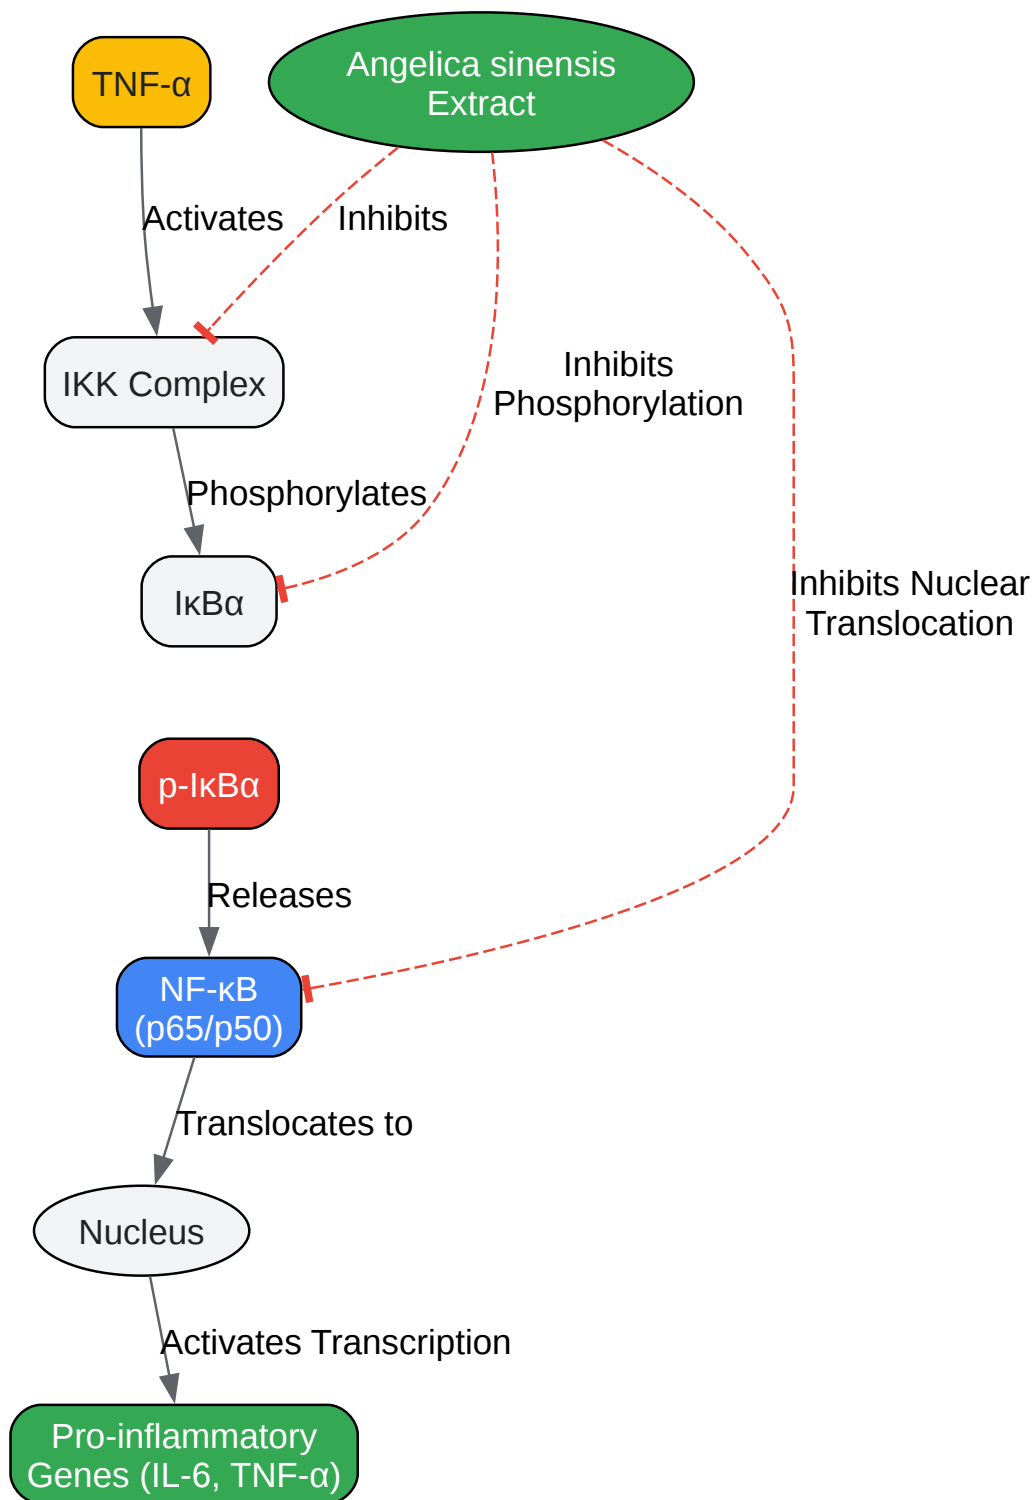 TNF-α
Angelica sinensis
Extract
Activates
Inhibits
IKK Complex
Inhibits
Phosphorylation
Phosphorylates
IκBα
Inhibits Nuclear
Translocation
p-IκBα
Releases
NF-κB
(p65/p50)
Translocates to
Nucleus
Activates Transcription
Pro-inflammatory
Genes (IL-6, TNF-α)